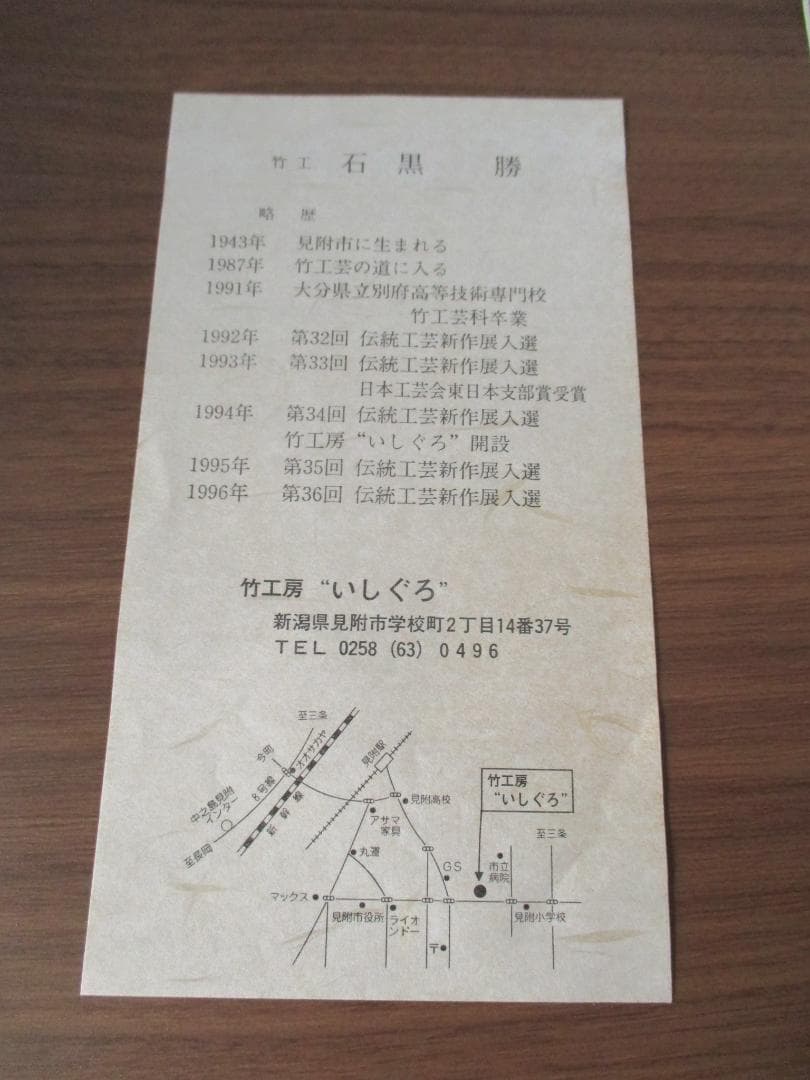 竹工 石黒 勝
略 歴
1943年 見附市に生まれる
1987年 竹工芸の道に入る
1991年 大分県立別府高等技術専門校
竹工芸科卒業
1992年 第32回 伝統工芸新作展入選
1993年 第33回 伝統工芸新作展入選
日本工芸会東日本支部賞受賞
1994年 第34回 伝統工芸新作展入選
竹工房“いしぐろ”開設
1995年 第35回 伝統工芸新作展入選
1996年 第36回 伝統工芸新作展入選
竹工房 “いしぐろ”
新潟県見附市学校町2丁目14番37号
TEL 0258 (63) 0496
至三条
今町
オオサカヤ
8号線
新幹線
中之島見附
インター
至長岡
見附駅
見附高校
アサマ
家具
丸運
竹工房
“いしぐろ”
至三条
GS
市立
病院
マックス
見附市役所
ライオ
ンドー
見附小学校
〒